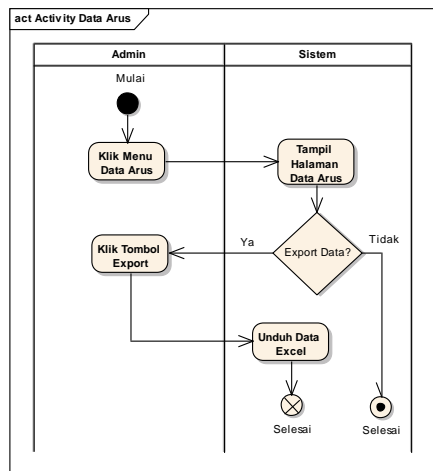 act Activity Data Arus
Admin
Sistem
Mulai
Klik Menu
Data Arus
Tampil
Halaman
Data Arus
Export Data?
Ya
Tidak
Klik Tombol
Export
Unduh Data
Excel
Selesai
Selesai